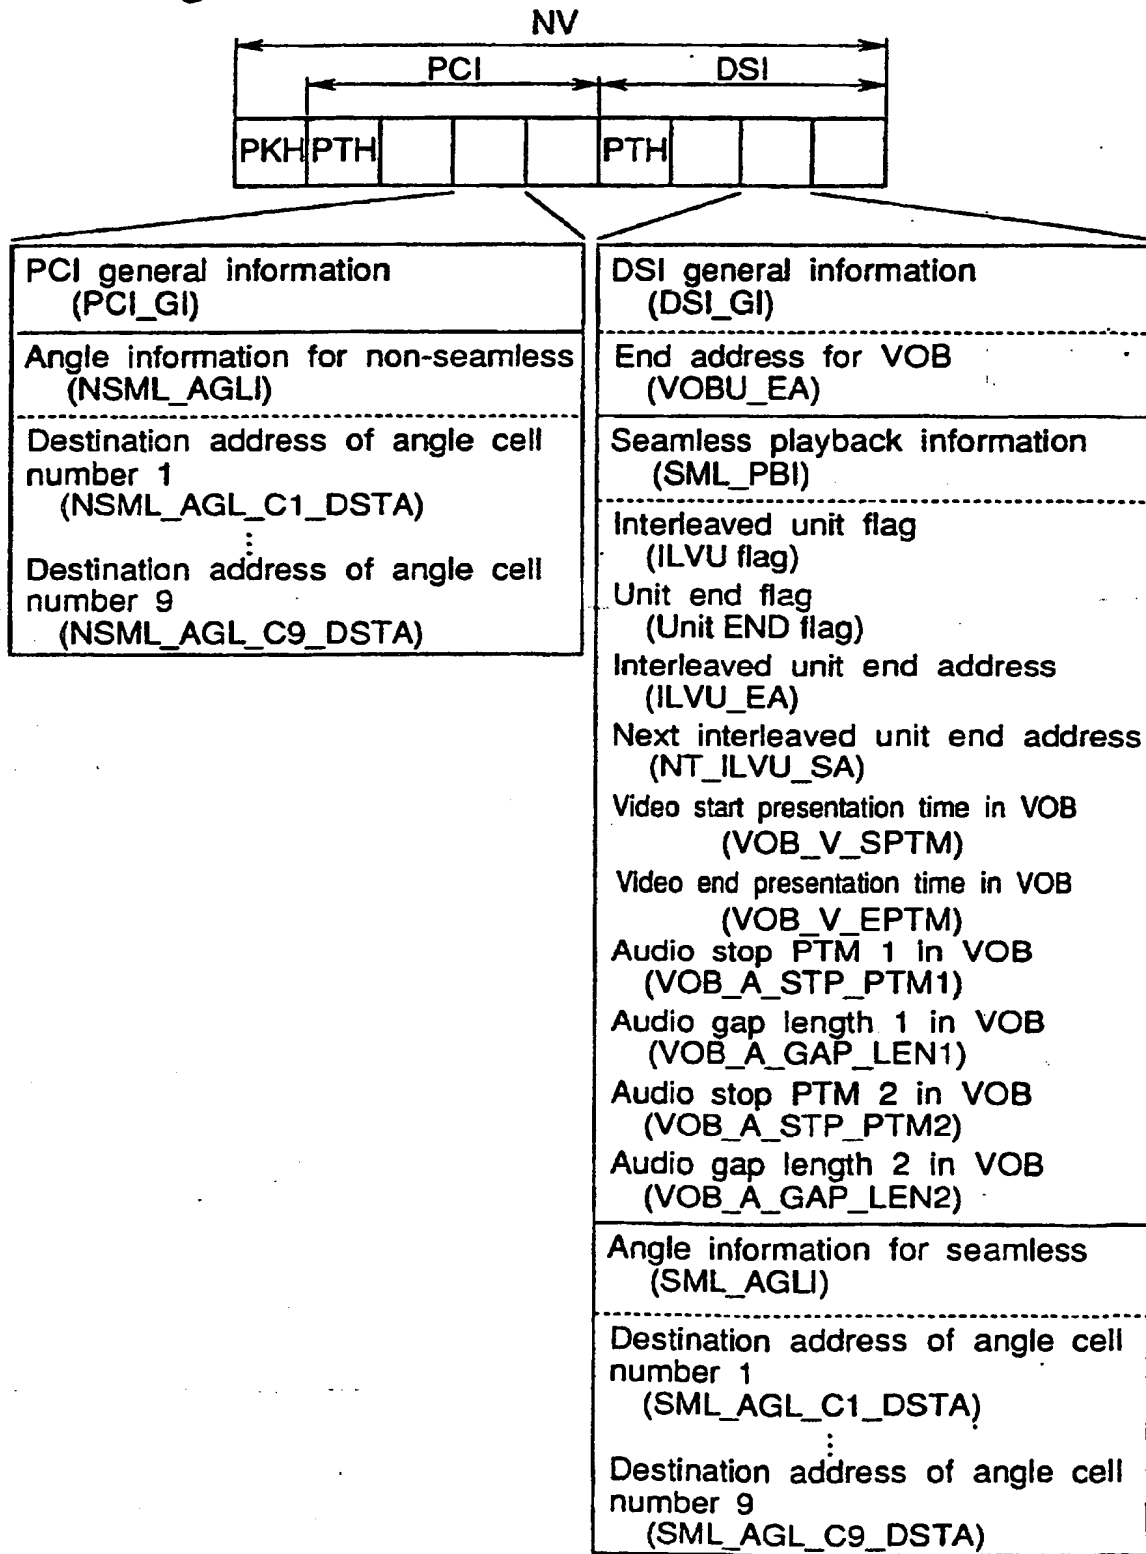 NV
PCI DSI
PKH PTH PTH
PCI general information
(PCI_GI)
Angle information for non-seamless
(NSML_AGLI)
Destination address of angle cell
number 1
(NSML_AGL_C1_DSTA)
⋮
Destination address of angle cell
number 9
(NSML_AGL_C9_DSTA)
DSI general information
(DSI_GI)
End address for VOB
(VOBU_EA)
Seamless playback information
(SML_PBI)
Interleaved unit flag
(ILVU flag)
Unit end flag
(Unit END flag)
Interleaved unit end address
(ILVU_EA)
Next interleaved unit end address
(NT_ILVU_SA)
Video start presentation time in VOB
(VOB_V_SPTM)
Video end presentation time in VOB
(VOB_V_EPTM)
Audio stop PTM 1 in VOB
(VOB_A_STP_PTM1)
Audio gap length 1 in VOB
(VOB_A_GAP_LEN1)
Audio stop PTM 2 in VOB
(VOB_A_STP_PTM2)
Audio gap length 2 in VOB
(VOB_A_GAP_LEN2)
Angle information for seamless
(SML_AGLI)
Destination address of angle cell
number 1
(SML_AGL_C1_DSTA)
⋮
Destination address of angle cell
number 9
(SML_AGL_C9_DSTA)